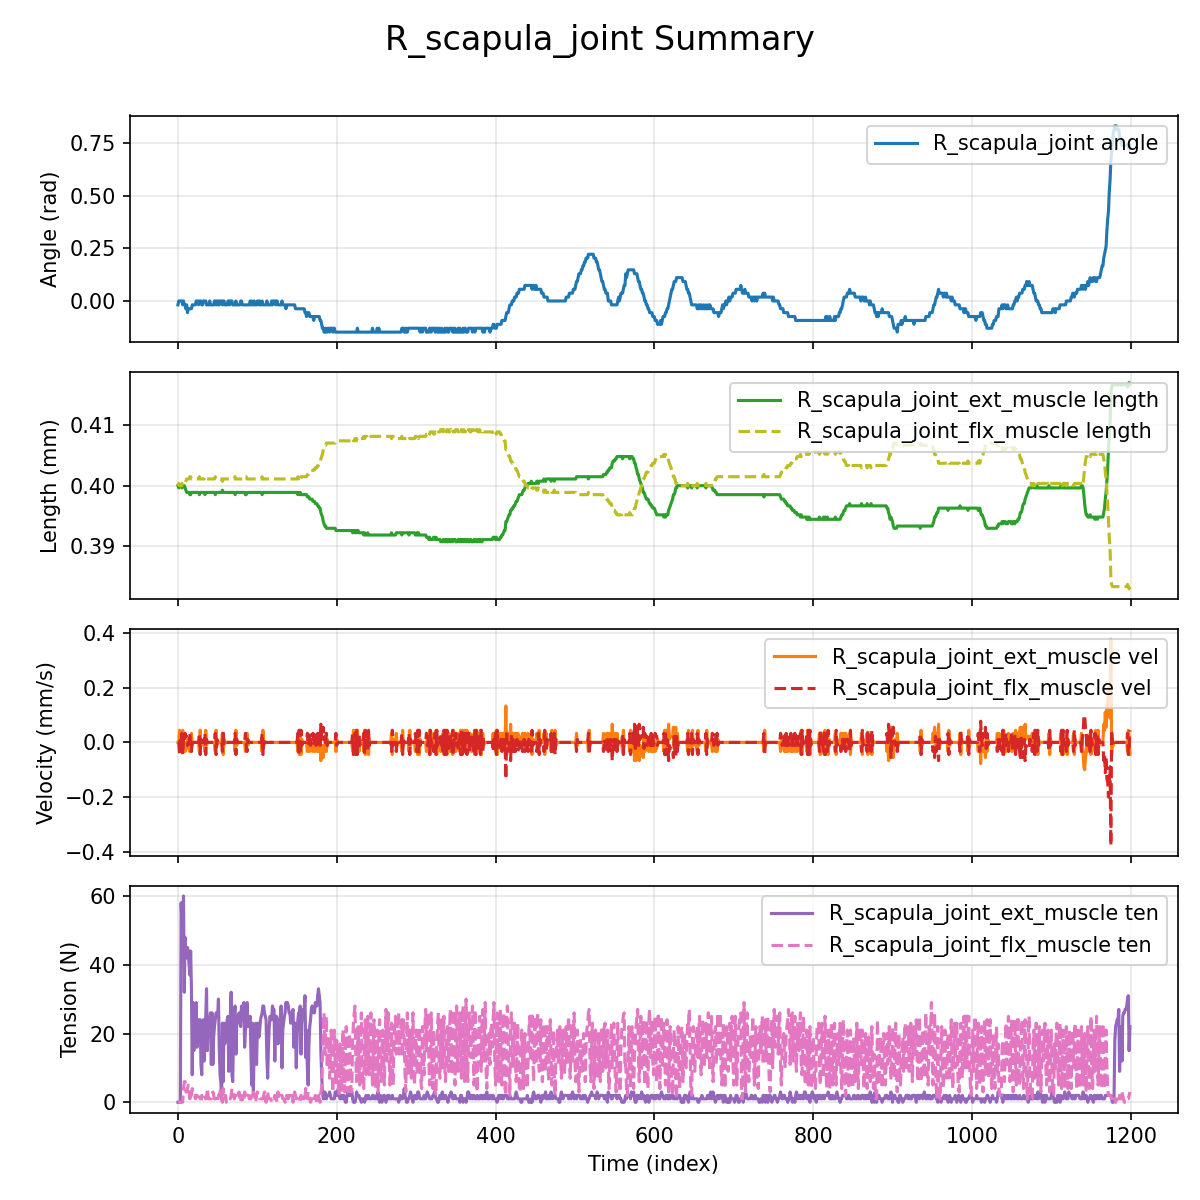 R_scapula_joint Summary
0.75
0.50
0.25
0.00
Angle (rad)
R_scapula_joint angle
0.41
0.40
0.39
Length (mm)
R_scapula_joint_ext_muscle length
R_scapula_joint_flx_muscle length
0.4
0.2
0.0
−0.2
−0.4
Velocity (mm/s)
R_scapula_joint_ext_muscle vel
R_scapula_joint_flx_muscle vel
60
40
20
0
Tension (N)
R_scapula_joint_ext_muscle ten
R_scapula_joint_flx_muscle ten
0 200 400 600 800 1000 1200
Time (index)